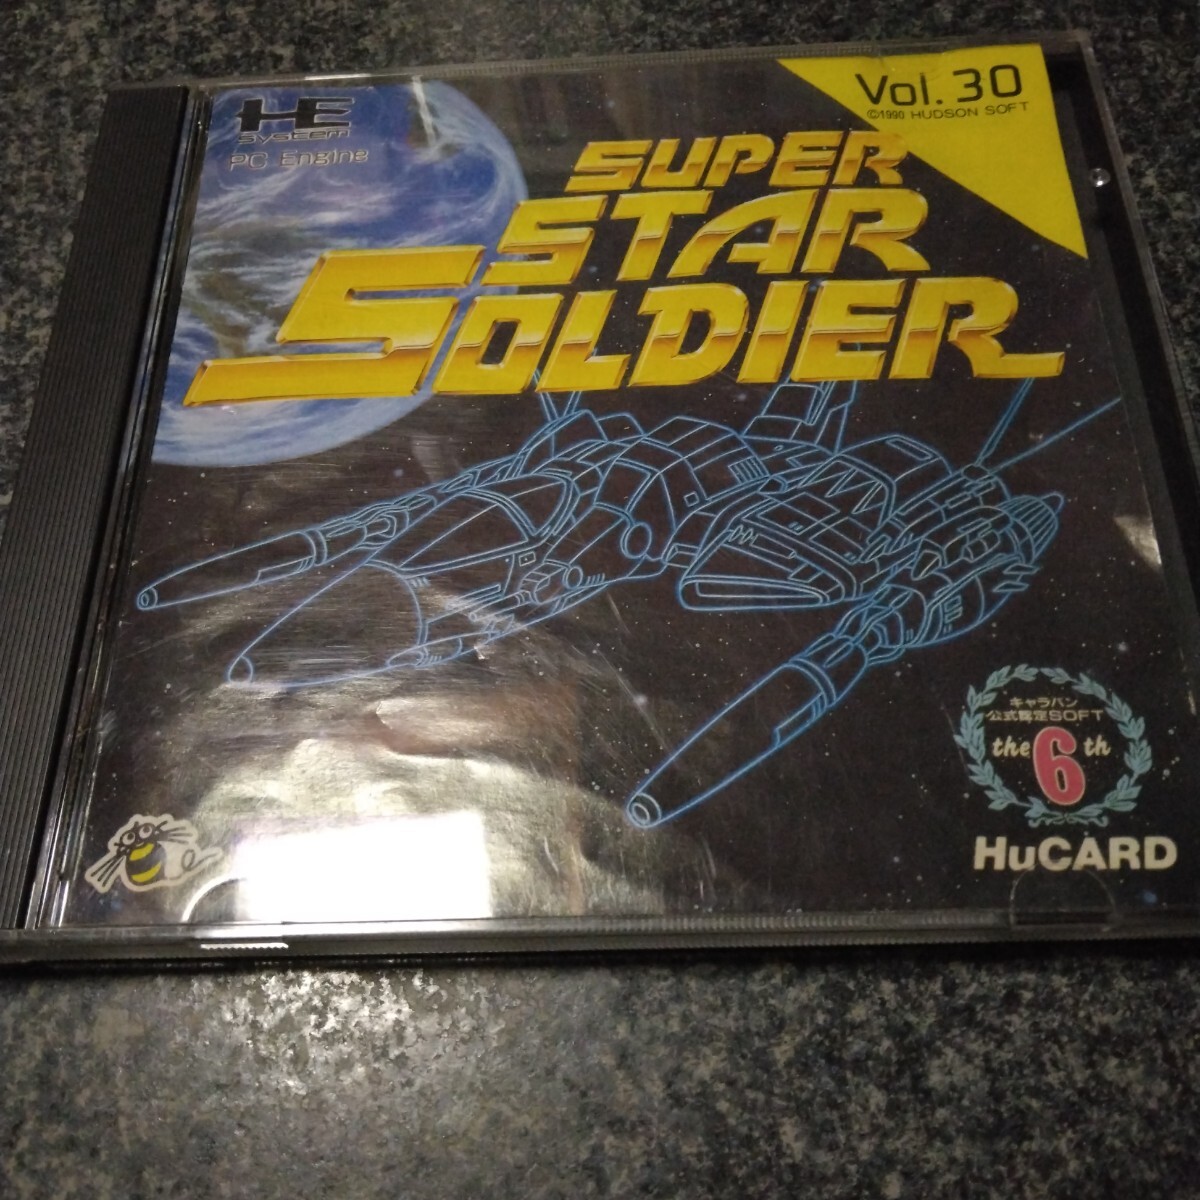 HE
SYSTEM
PC Engine
Vol.30
©1990 HUDSON SOFT
SUPER
STAR
SOLDIER
キャラバン
公式認定SOFT
the 6 th
HuCARD